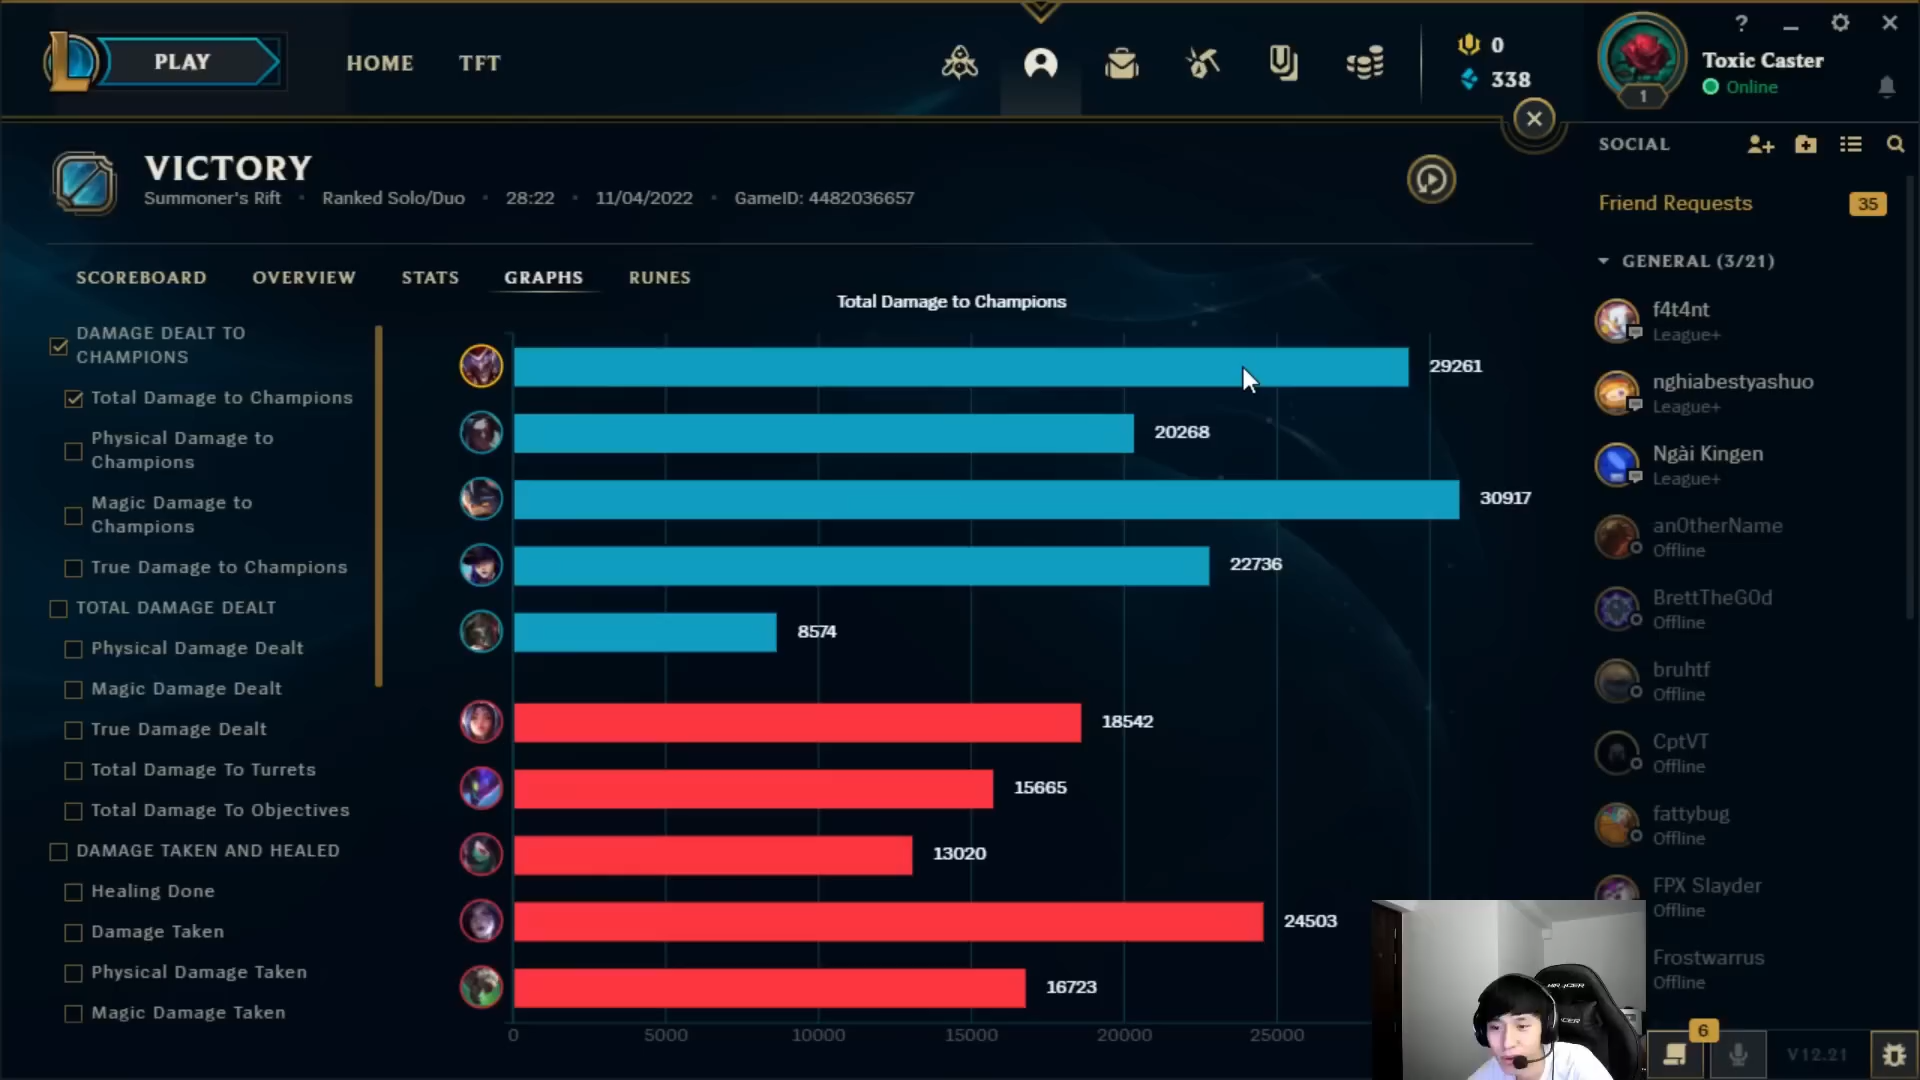 PLAY
HOME
TFT
0
338
1
Toxic Caster
Online
VICTORY
Summoner's Rift • Ranked Solo/Duo • 28:22 • 11/04/2022 • GameID: 4482036657
SCOREBOARD
OVERVIEW
STATS
GRAPHS
RUNES
DAMAGE DEALT TO
CHAMPIONS
Total Damage to Champions
Physical Damage to
Champions
Magic Damage to
Champions
True Damage to Champions
TOTAL DAMAGE DEALT
Physical Damage Dealt
Magic Damage Dealt
True Damage Dealt
Total Damage To Turrets
Total Damage To Objectives
DAMAGE TAKEN AND HEALED
Healing Done
Damage Taken
Physical Damage Taken
Magic Damage Taken
Total Damage to Champions
29261
20268
30917
22736
8574
18542
15665
13020
24503
16723
0
5000
10000
15000
20000
25000
SOCIAL
Friend Requests
35
GENERAL (3/21)
f4t4nt
League+
nghiabestyashuo
League+
Ngài Kingen
League+
an0therName
Offline
BrettTheG0d
Offline
bruhtf
Offline
CptVT
Offline
fattybug
Offline
FPX Slayder
Offline
Frostwarrus
Offline
6
V12.21